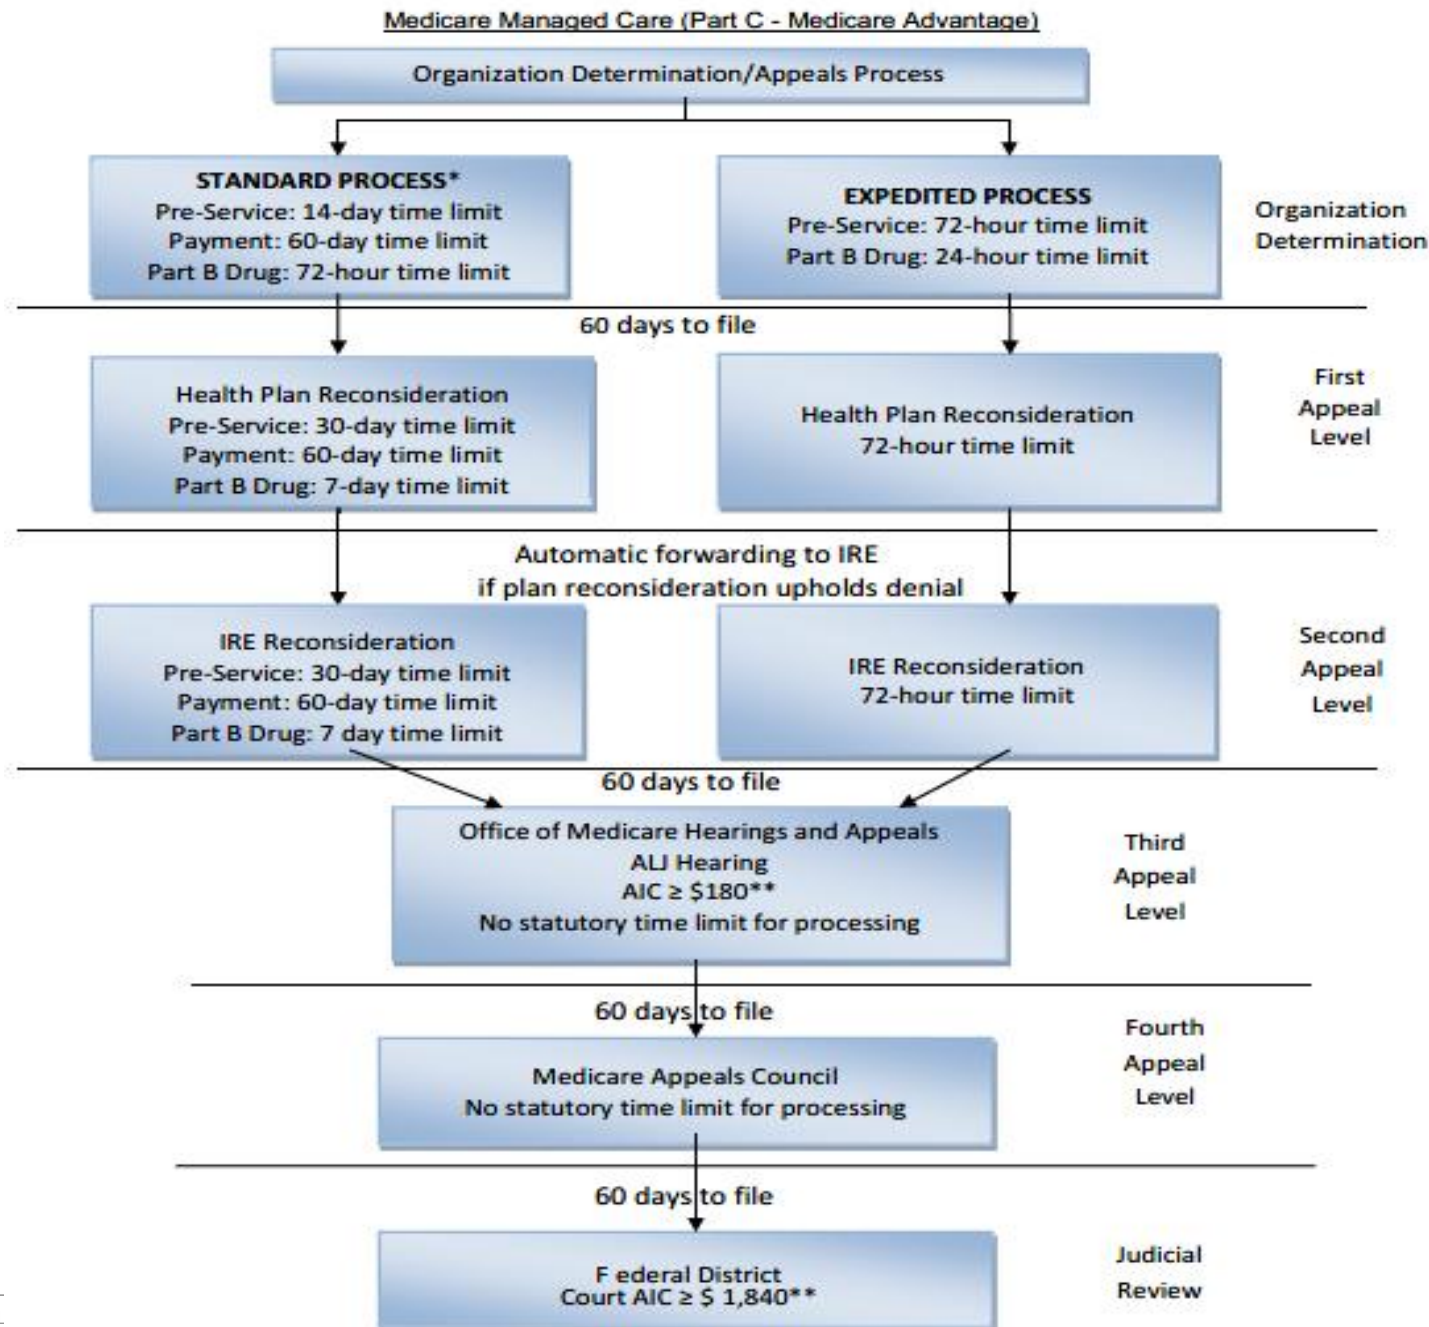 Medicare Managed Care (Part C - Medicare Advantage)
Organization Determination/Appeals Process
STANDARD PROCESS*
Pre-Service: 14-day time limit
Payment: 60-day time limit
Part B Drug: 72-hour time limit
EXPEDITED PROCESS
Pre-Service: 72-hour time limit
Part B Drug: 24-hour time limit
Organization
Determination
60 days to file
Health Plan Reconsideration
Pre-Service: 30-day time limit
Payment: 60-day time limit
Part B Drug: 7-day time limit
Health Plan Reconsideration
72-hour time limit
First
Appeal
Level
Automatic forwarding to IRE
if plan reconsideration upholds denial
IRE Reconsideration
Pre-Service: 30-day time limit
Payment: 60-day time limit
Part B Drug: 7 day time limit
IRE Reconsideration
72-hour time limit
Second
Appeal
Level
60 days to file
Office of Medicare Hearings and Appeals
ALJ Hearing
AIC ≥ $180**
No statutory time limit for processing
Third
Appeal
Level
60 days to file
Medicare Appeals Council
No statutory time limit for processing
Fourth
Appeal
Level
60 days to file
F ederal District
Court AIC ≥ $ 1,840**
Judicial
Review